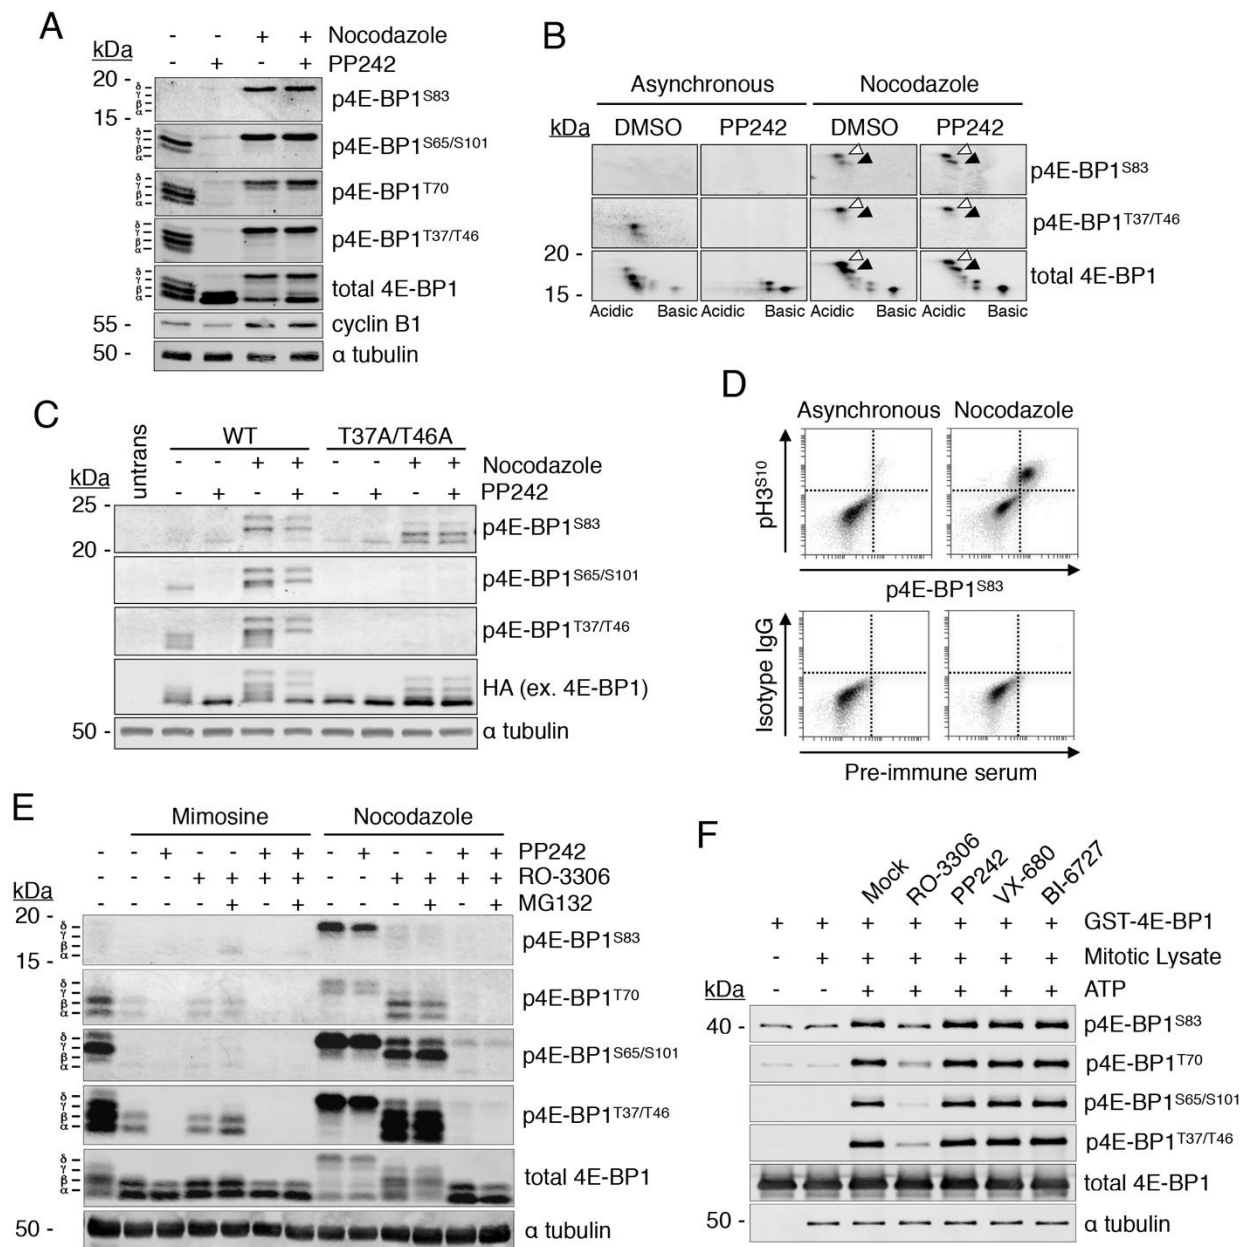 A
- - + + Nocodazole
kDa
- + - + PP242
20 -
δ
γ
β
α
p4E-BP1S83
15 -
δ
γ
β
α
p4E-BP1S65/S101
δ
γ
β
α
p4E-BP1T70
δ
γ
β
α
p4E-BP1T37/T46
δ
γ
β
α
total 4E-BP1
55 - cyclin B1
50 - α tubulin
B
Asynchronous Nocodazole
kDa DMSO PP242 DMSO PP242
p4E-BP1S83
p4E-BP1T37/T46
20 -
total 4E-BP1
15 -
Acidic Basic Acidic Basic Acidic Basic Acidic Basic
C
untrans WT T37A/T46A
- - + + - - + + Nocodazole
kDa
- + - + - + - + PP242
25 -
p4E-BP1S83
20 -
p4E-BP1S65/S101
p4E-BP1T37/T46
HA (ex. 4E-BP1)
50 - α tubulin
D
Asynchronous Nocodazole
pH3S10
p4E-BP1S83
Isotype IgG
Pre-immune serum
E
Mimosine Nocodazole
- - + - - + + - + - - + + PP242
- - - + + + + - - + + + + RO-3306
kDa
- - - - + - + - - - + - + MG132
20 -
δ
γ
β
α
p4E-BP1S83
15 -
δ
γ
β
α
p4E-BP1T70
δ
γ
β
α
p4E-BP1S65/S101
δ
γ
β
α
p4E-BP1T37/T46
δ
γ
β
α
total 4E-BP1
50 - α tubulin
F
Mock RO-3306 PP242 VX-680 BI-6727
+ + + + + + + GST-4E-BP1
- + + + + + + Mitotic Lysate
kDa - - + + + + + ATP
40 - p4E-BP1S83
p4E-BP1T70
p4E-BP1S65/S101
p4E-BP1T37/T46
total 4E-BP1
50 - α tubulin